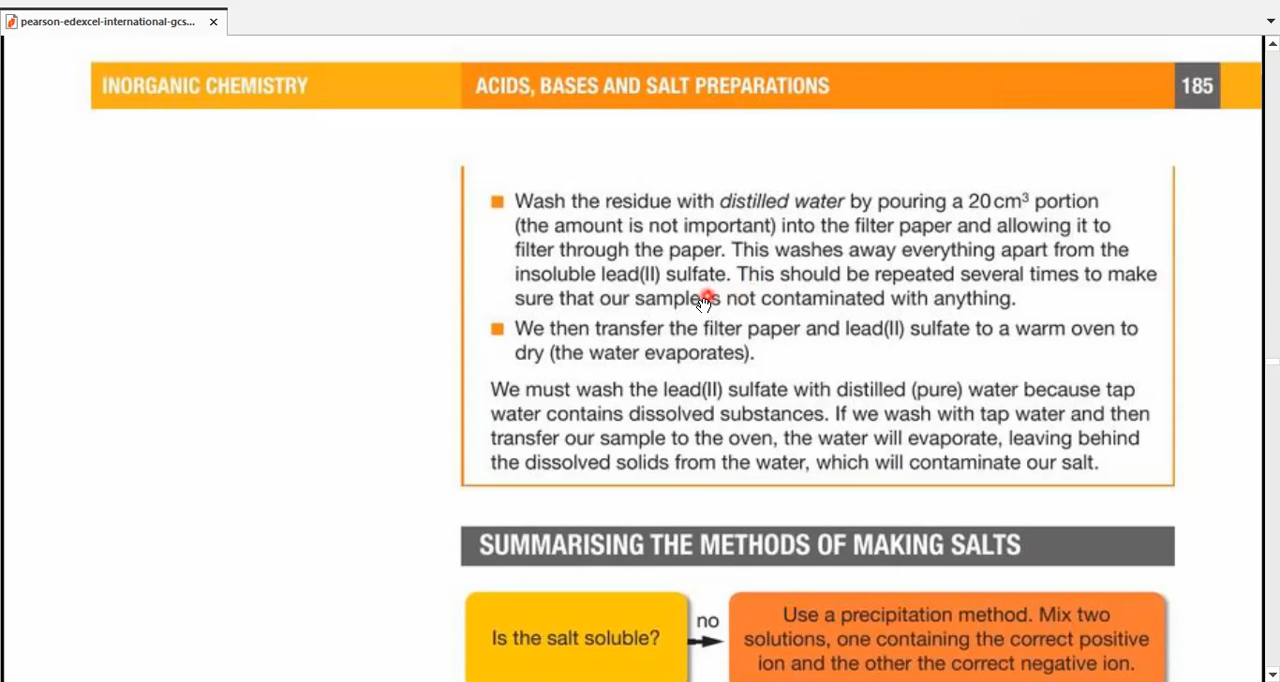 pearson-edexcel-international-gcs...
INORGANIC CHEMISTRY
ACIDS, BASES AND SALT PREPARATIONS
185
Wash the residue with distilled water by pouring a 20 cm³ portion
(the amount is not important) into the filter paper and allowing it to
filter through the paper. This washes away everything apart from the
insoluble lead(II) sulfate. This should be repeated several times to make
sure that our sample is not contaminated with anything.
We then transfer the filter paper and lead(II) sulfate to a warm oven to
dry (the water evaporates).
We must wash the lead(II) sulfate with distilled (pure) water because tap
water contains dissolved substances. If we wash with tap water and then
transfer our sample to the oven, the water will evaporate, leaving behind
the dissolved solids from the water, which will contaminate our salt.
SUMMARISING THE METHODS OF MAKING SALTS
Is the salt soluble?
no
Use a precipitation method. Mix two
solutions, one containing the correct positive
ion and the other the correct negative ion.